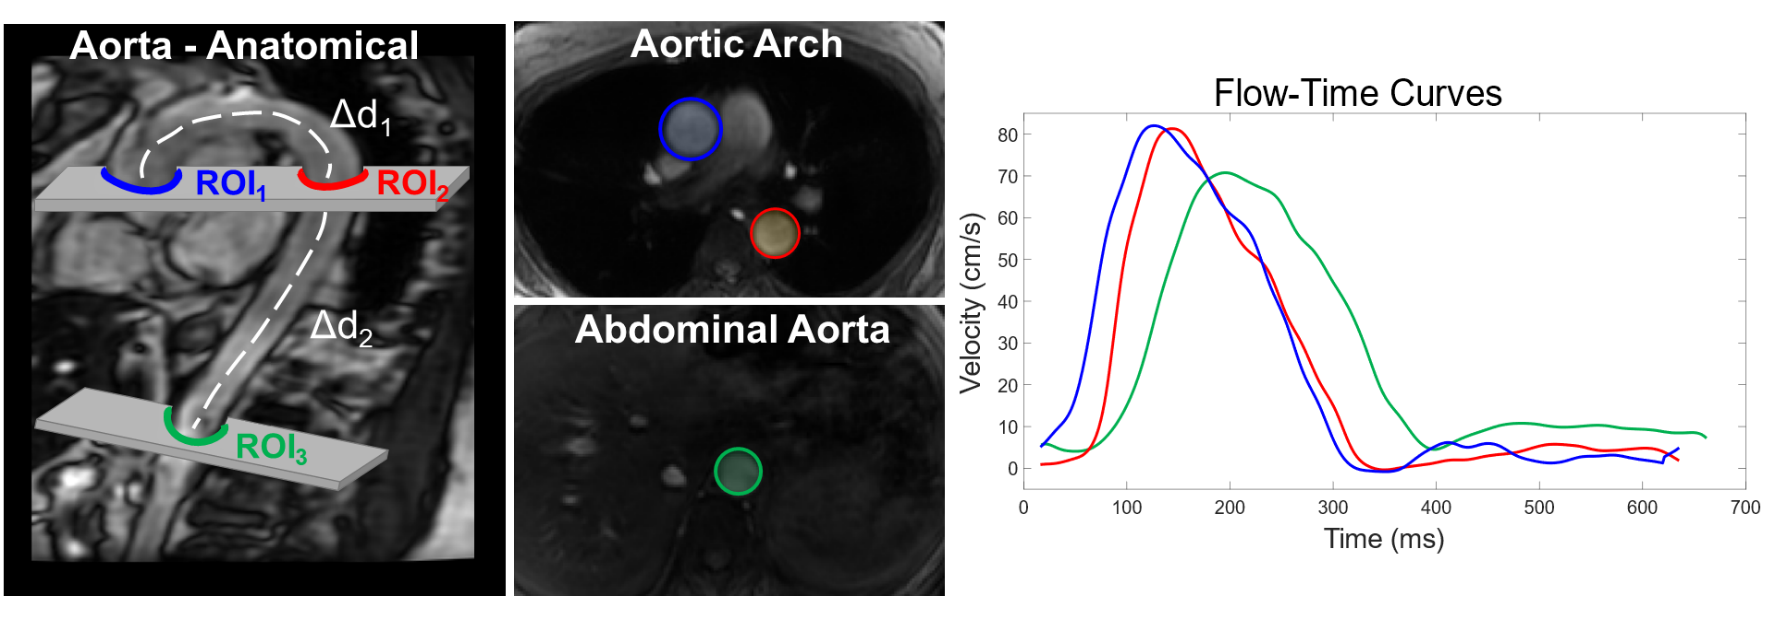 Aorta - Anatomical
Δd1
ROI1
ROI2
Δd2
ROI3
Aortic Arch
Abdominal Aorta
Flow-Time Curves
Velocity (cm/s)
80
70
60
50
40
30
20
10
0
0 100 200 300 400 500 600 700
Time (ms)